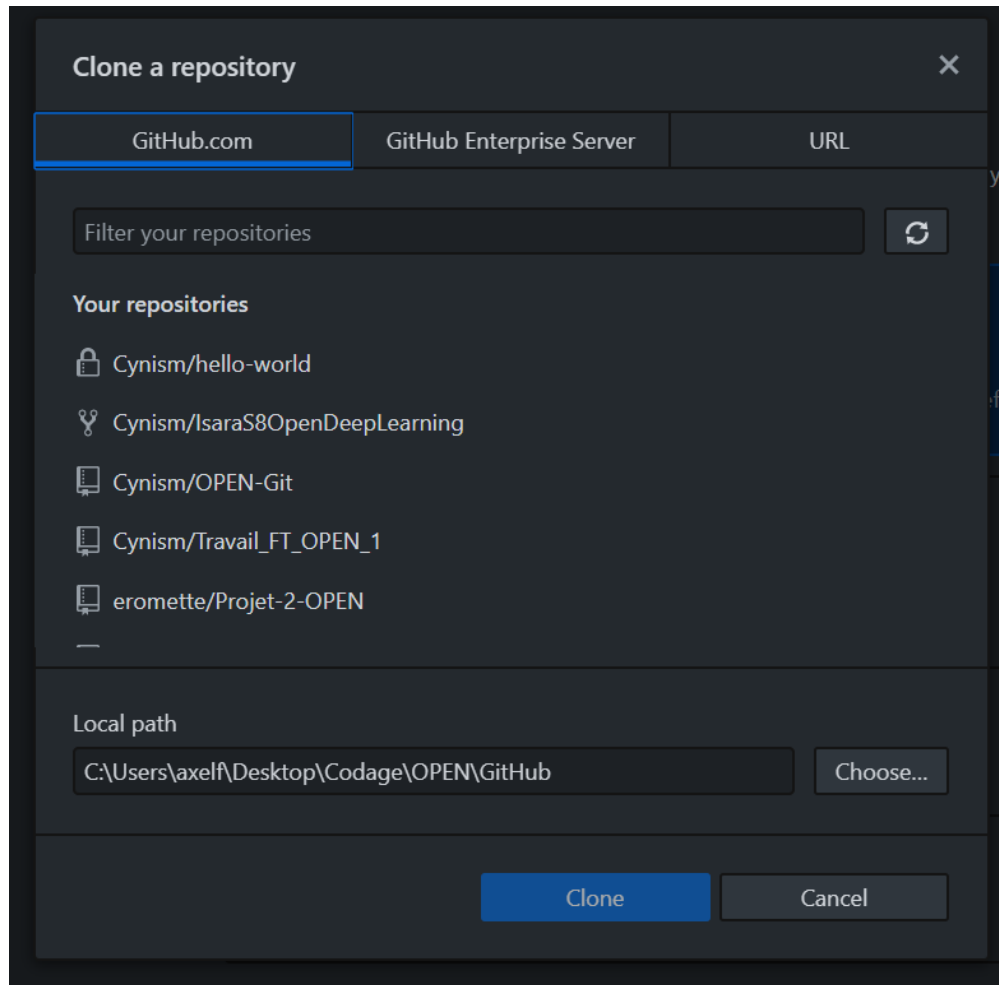 Clone a repository
GitHub.com
GitHub Enterprise Server
URL
Filter your repositories
Your repositories
Cynism/hello-world
Cynism/IsaraS8OpenDeepLearning
Cynism/OPEN-Git
Cynism/Travail_FT_OPEN_1
eromette/Projet-2-OPEN
Local path
C:\Users\axelf\Desktop\Codage\OPEN\GitHub
Choose...
Clone
Cancel